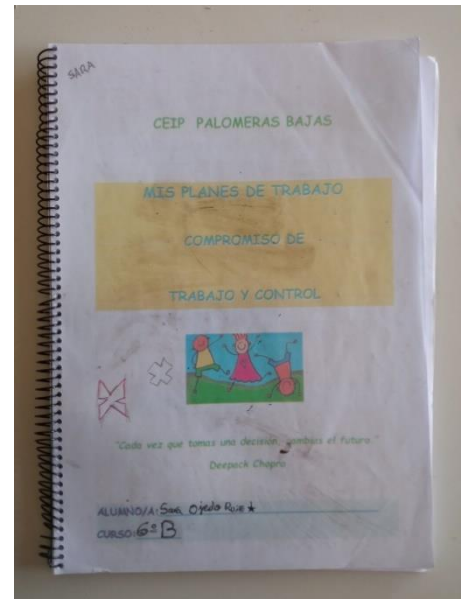 SARA
CEIP PALOMERAS BAJAS
MIS PLANES DE TRABAJO
COMPROMISO DE
TRABAJO Y CONTROL
"Cada vez que tomas una decisión, cambias el futuro."
Deepack Chopra
ALUMNO/A: Sara Ojeda Ruiz
CURSO: 6º B